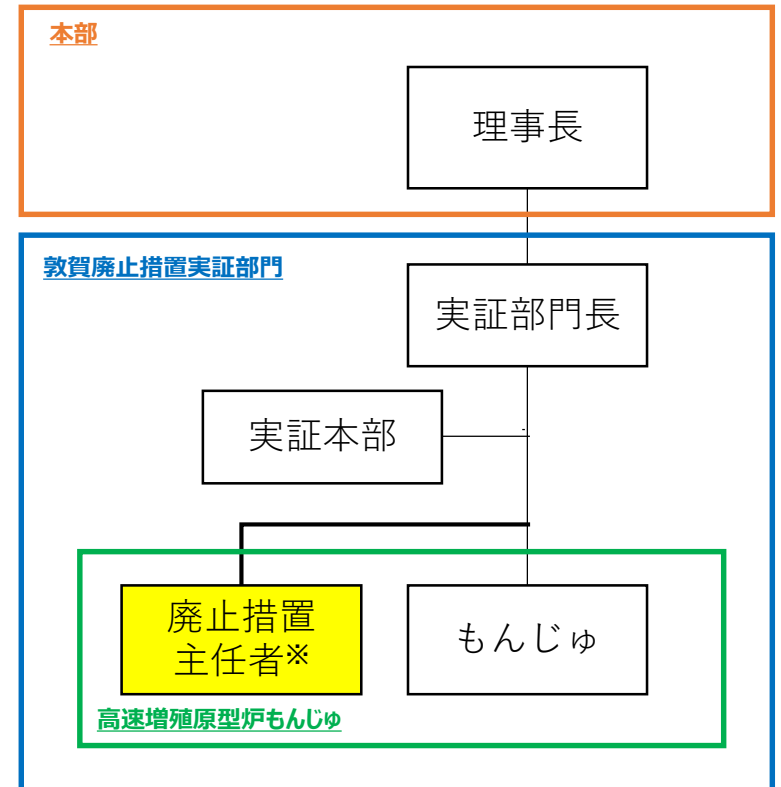 本部
理事長
敦賀廃止措置実証部門
実証部門長
実証本部
廃止措置
主任者※
もんじゅ
高速増殖原型炉もんじゅ